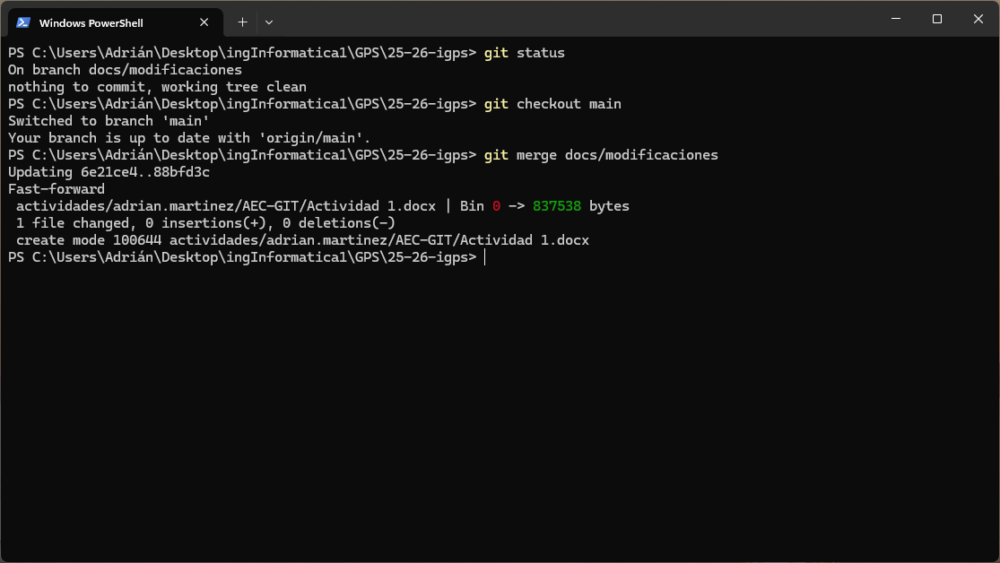 Windows PowerShell
PS C:\Users\Adrián\Desktop\ingInformatica1\GPS\25-26-igps> git status
On branch docs/modificaciones
nothing to commit, working tree clean
PS C:\Users\Adrián\Desktop\ingInformatica1\GPS\25-26-igps> git checkout main
Switched to branch 'main'
Your branch is up to date with 'origin/main'.
PS C:\Users\Adrián\Desktop\ingInformatica1\GPS\25-26-igps> git merge docs/modificaciones
Updating 6e21ce4..88bfd3c
Fast-forward
 actividades/adrian.martinez/AEC-GIT/Actividad 1.docx | Bin 0 -> 837538 bytes
 1 file changed, 0 insertions(+), 0 deletions(-)
 create mode 100644 actividades/adrian.martinez/AEC-GIT/Actividad 1.docx
PS C:\Users\Adrián\Desktop\ingInformatica1\GPS\25-26-igps>